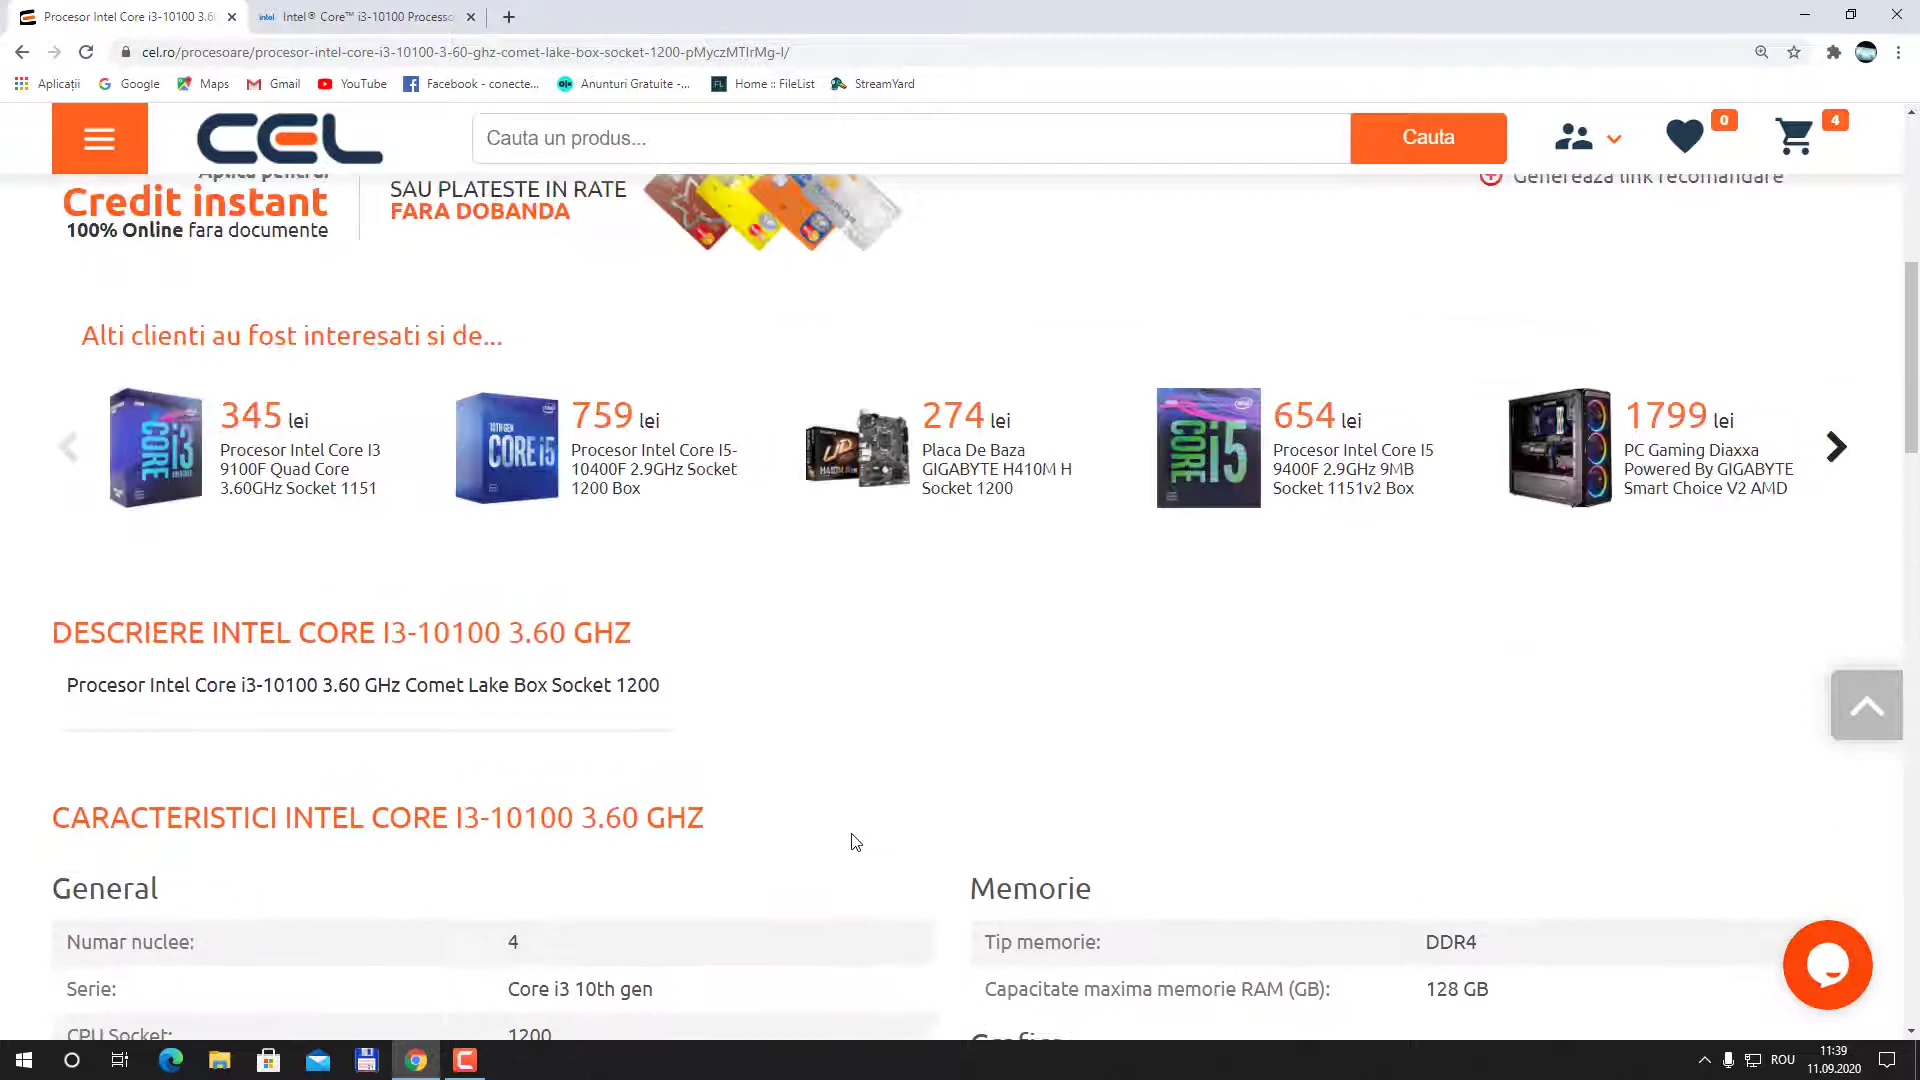 Procesor Intel Core i3-10100 3.6
Intel® Core™ i3-10100 Processo
cel.ro/procesoare/procesor-intel-core-i3-10100-3-60-ghz-comet-lake-box-socket-1200-pMyczMTIrMg-l/
Aplicații
Google
Maps
Gmail
YouTube
Facebook - conecte...
Anunturi Gratuite -...
Home :: FileList
StreamYard
CEL
Cauta un produs...
Cauta
0
4
Aplica pentru
Credit instant
100% Online fara documente
SAU PLATESTE IN RATE
FARA DOBANDA
Genereaza link recomandare
Alti clienti au fost interesati si de...
345 lei
Procesor Intel Core I3
9100F Quad Core
3.60GHz Socket 1151
759 lei
Procesor Intel Core I5-
10400F 2.9GHz Socket
1200 Box
274 lei
Placa De Baza
GIGABYTE H410M H
Socket 1200
654 lei
Procesor Intel Core I5
9400F 2.9GHz 9MB
Socket 1151v2 Box
1799 lei
PC Gaming Diaxxa
Powered By GIGABYTE
Smart Choice V2 AMD
DESCRIERE INTEL CORE I3-10100 3.60 GHZ
Procesor Intel Core i3-10100 3.60 GHz Comet Lake Box Socket 1200
CARACTERISTICI INTEL CORE I3-10100 3.60 GHZ
General
Numar nuclee: 4
Serie: Core i3 10th gen
CPU Socket: 1200
Memorie
Tip memorie: DDR4
Capacitate maxima memorie RAM (GB): 128 GB
ROU
11:39
11.09.2020